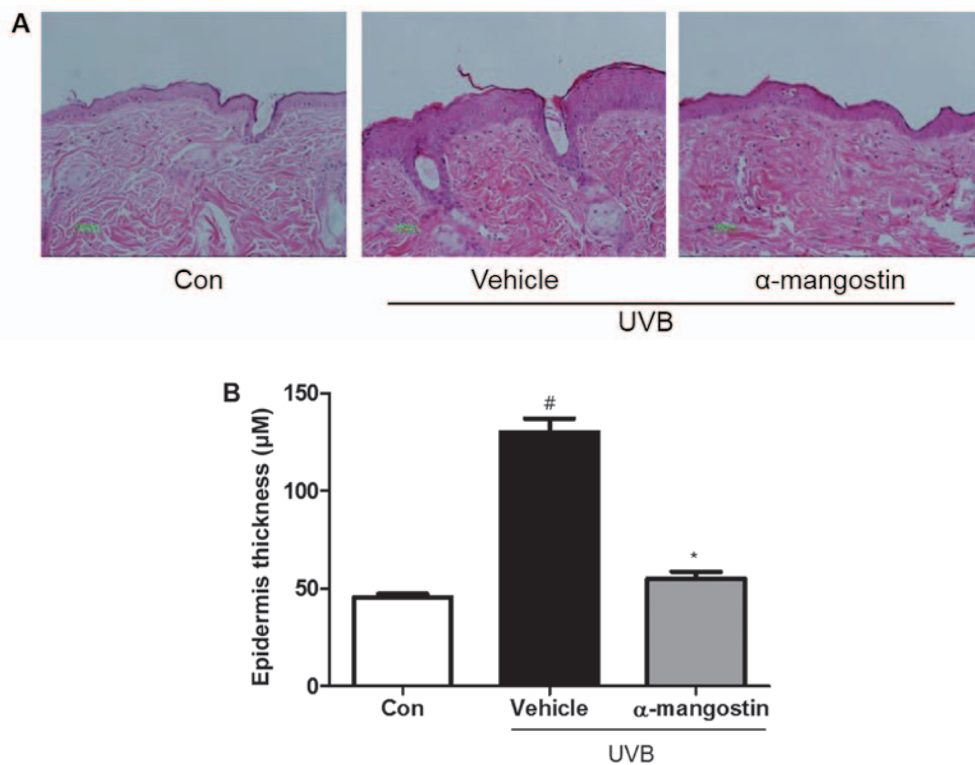 A
Con
Vehicle
α-mangostin
UVB
B
Epidermis thickness (µM)
150
100
50
0
#
*
Con
Vehicle
α-mangostin
UVB